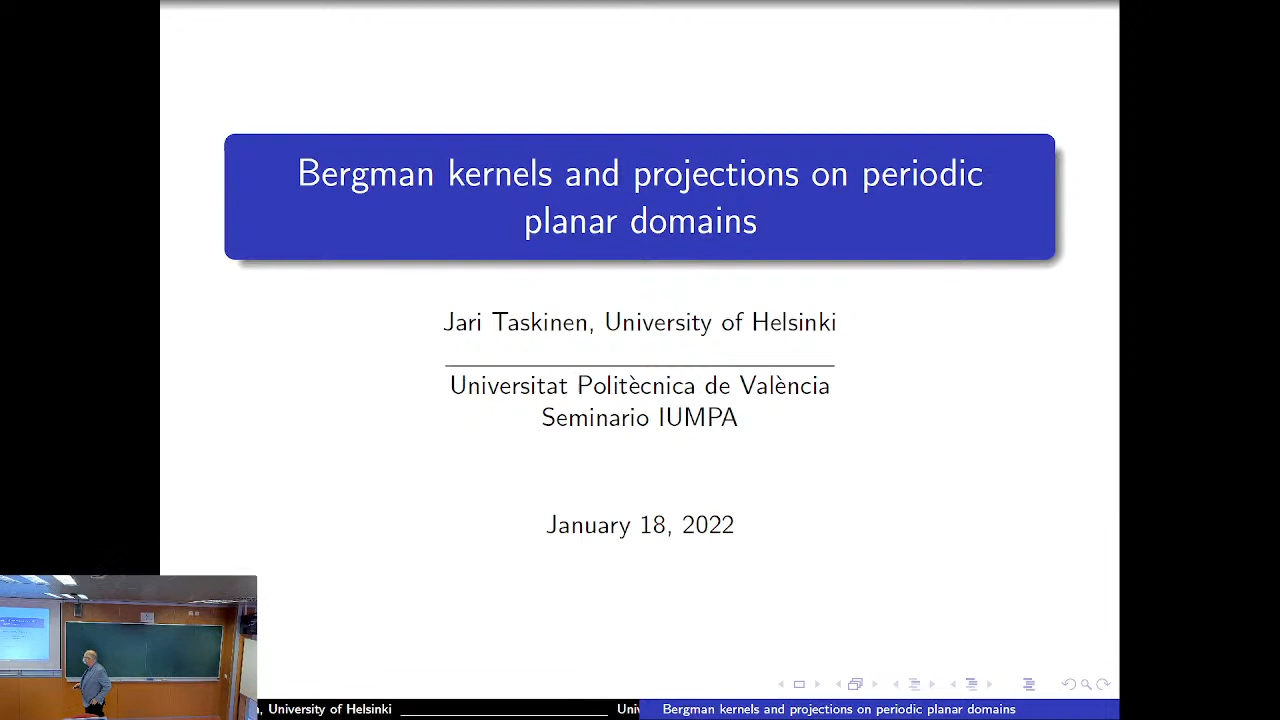 Bergman kernels and projections on periodic
planar domains
Jari Taskinen, University of Helsinki
Universitat Politècnica de València
Seminario IUMPA
January 18, 2022
, University of Helsinki
Bergman kernels and projections on periodic planar domains